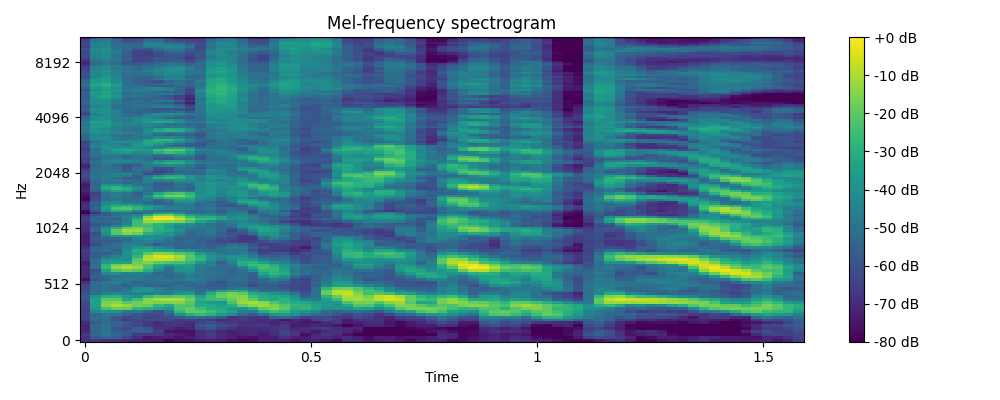 Mel-frequency spectrogram
Hz
8192
4096
2048
1024
512
0
0
0.5
1
1.5
Time
+0 dB
-10 dB
-20 dB
-30 dB
-40 dB
-50 dB
-60 dB
-70 dB
-80 dB